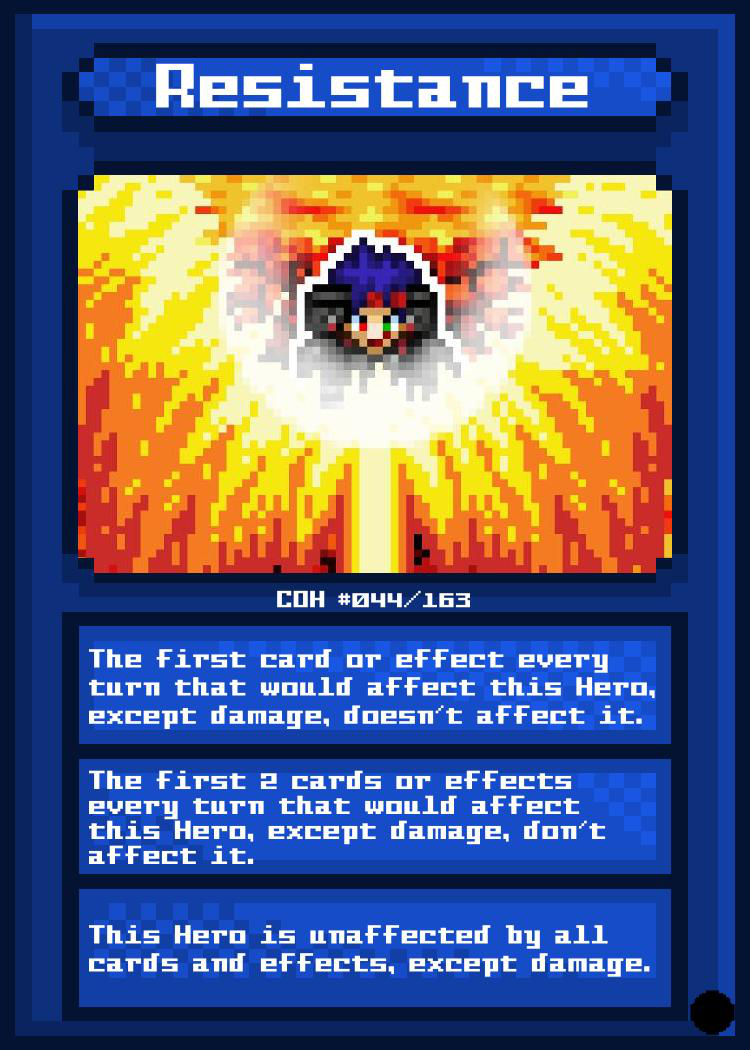 Resistance
COH #044/163
The first card or effect every
turn that would affect this Hero,
except damage, doesn't affect it.
The first 2 cards or effects
every turn that would affect
this Hero, except damage, don't
affect it.
This Hero is unaffected by all
cards and effects, except damage.